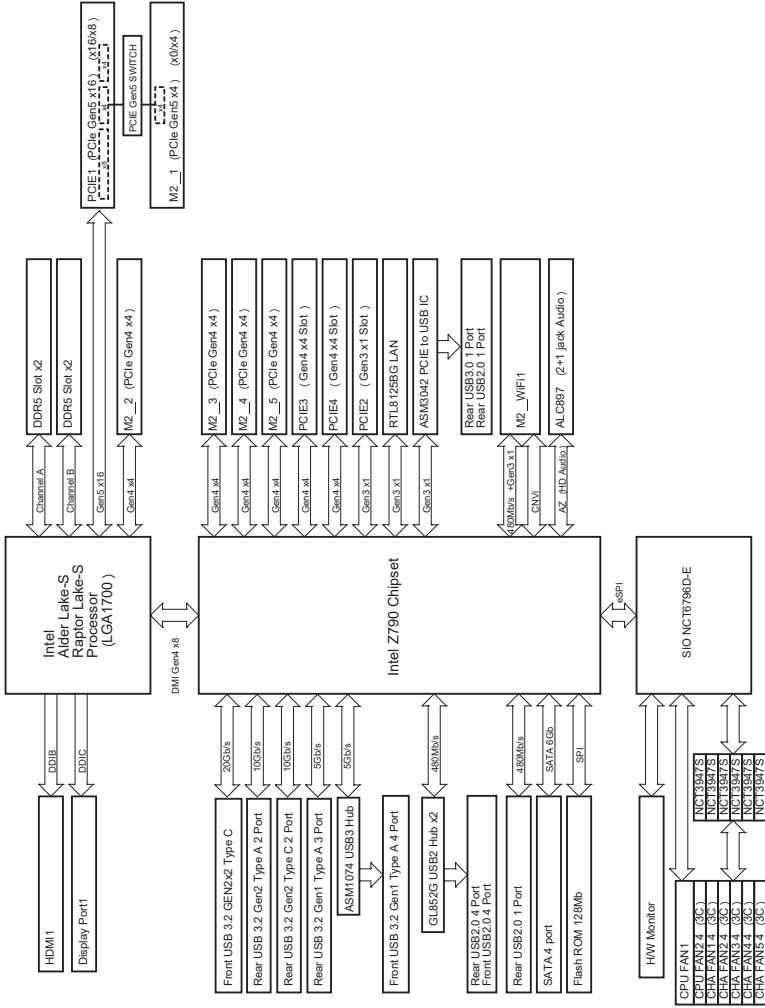 PCIE1 (PCIe Gen5 x16) (x16/x8)
x8
x4
x4
PCIE Gen5 SWITCH
x4
M2_1 (PCIe Gen5 x4) (x0/x4)
DDR5 Slot x2
DDR5 Slot x2
M2_2 (PCIe Gen4 x4)
Channel A
Channel B
Gen5 x16
Gen4 x4
Intel
Alder Lake-S
Raptor Lake-S
Processor
(LGA1700)
DDIB
DDIC
HDMI1
Display Port1
DMI Gen4 x8
M2_3 (PCIe Gen4 x4)
M2_4 (PCIe Gen4 x4)
M2_5 (PCIe Gen4 x4)
PCIE3 (Gen4 x4 Slot)
PCIE4 (Gen4 x4 Slot)
PCIE2 (Gen3 x1 Slot)
RTL8125BG LAN
ASM3042 PCIE to USB IC
Rear USB3.0 1 Port
Rear USB2.0 1 Port
M2_WiFi1
ALC897 (2+1 jack Audio)
Gen4 x4
Gen4 x4
Gen4 x4
Gen4 x4
Gen4 x4
Gen3 x1
Gen3 x1
Gen3 x1
480Mb/s +Gen3 x1
CNVi
AZ (HD Audio)
Intel Z790 Chipset
20Gb/s
10Gb/s
10Gb/s
5Gb/s
5Gb/s
480Mb/s
480Mb/s
SATA 6Gb
SPI
Front USB 3.2 GEN2x2 Type C
Rear USB 3.2 Gen2 Type A 2 Port
Rear USB 3.2 Gen2 Type C 2 Port
Rear USB 3.2 Gen1 Type A 3 Port
ASM1074 USB3 Hub
Front USB 3.2 Gen1 Type A 4 Port
GL852G USB2 Hub x2
Rear USB2.0 4 Port
Front USB2.0 4 Port
Rear USB2.0 1 Port
SATA 4 port
Flash ROM 128Mb
eSPI
SIO NCT6796D-E
H/W Monitor
CPU FAN1
CPU FAN2 4 (3C)
CHA FAN1 4 (3C)
CHA FAN2 4 (3C)
CHA FAN3 4 (3C)
CHA FAN4 4 (3C)
CHA FAN5 4 (3C)
NCT3947S
NCT3947S
NCT3947S
NCT3947S
NCT3947S
NCT3947S